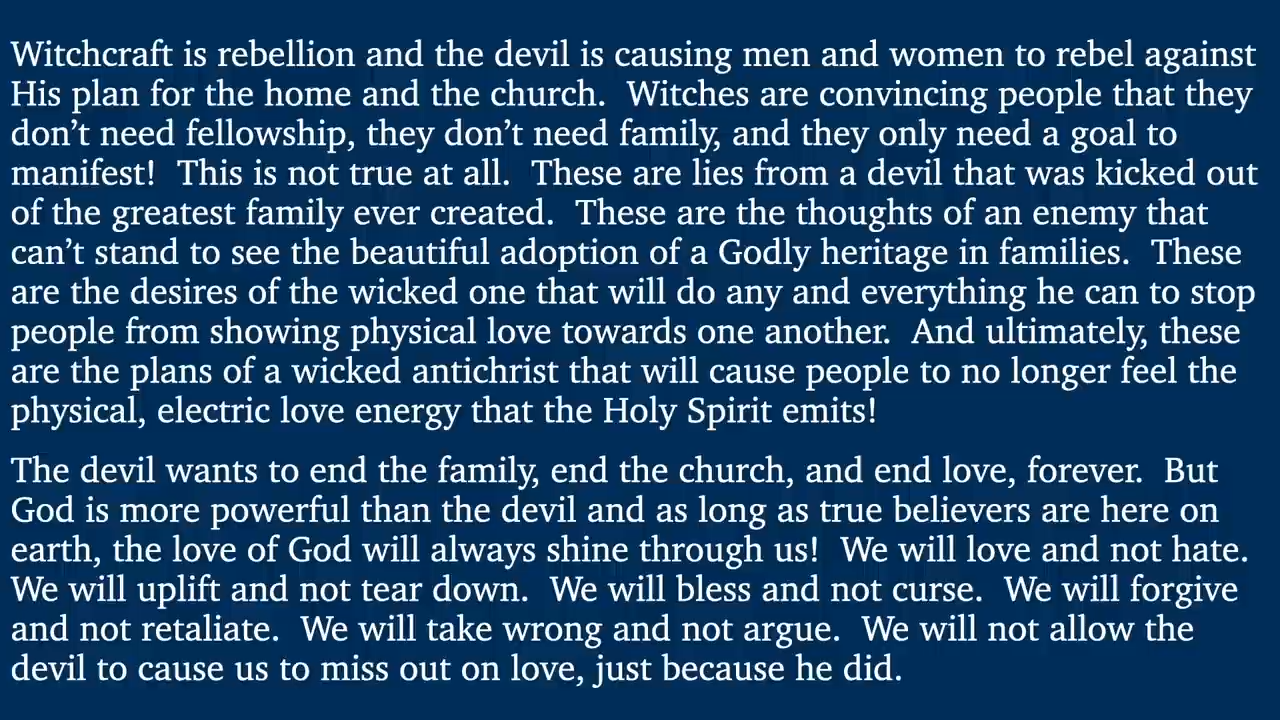 Witchcraft is rebellion and the devil is causing men and women to rebel against
His plan for the home and the church.  Witches are convincing people that they
don’t need fellowship, they don’t need family, and they only need a goal to
manifest!  This is not true at all.  These are lies from a devil that was kicked out
of the greatest family ever created.  These are the thoughts of an enemy that
can’t stand to see the beautiful adoption of a Godly heritage in families.  These
are the desires of the wicked one that will do any and everything he can to stop
people from showing physical love towards one another.  And ultimately, these
are the plans of a wicked antichrist that will cause people to no longer feel the
physical, electric love energy that the Holy Spirit emits!
The devil wants to end the family, end the church, and end love, forever.  But
God is more powerful than the devil and as long as true believers are here on
earth, the love of God will always shine through us!  We will love and not hate.
We will uplift and not tear down.  We will bless and not curse.  We will forgive
and not retaliate.  We will take wrong and not argue.  We will not allow the
devil to cause us to miss out on love, just because he did.